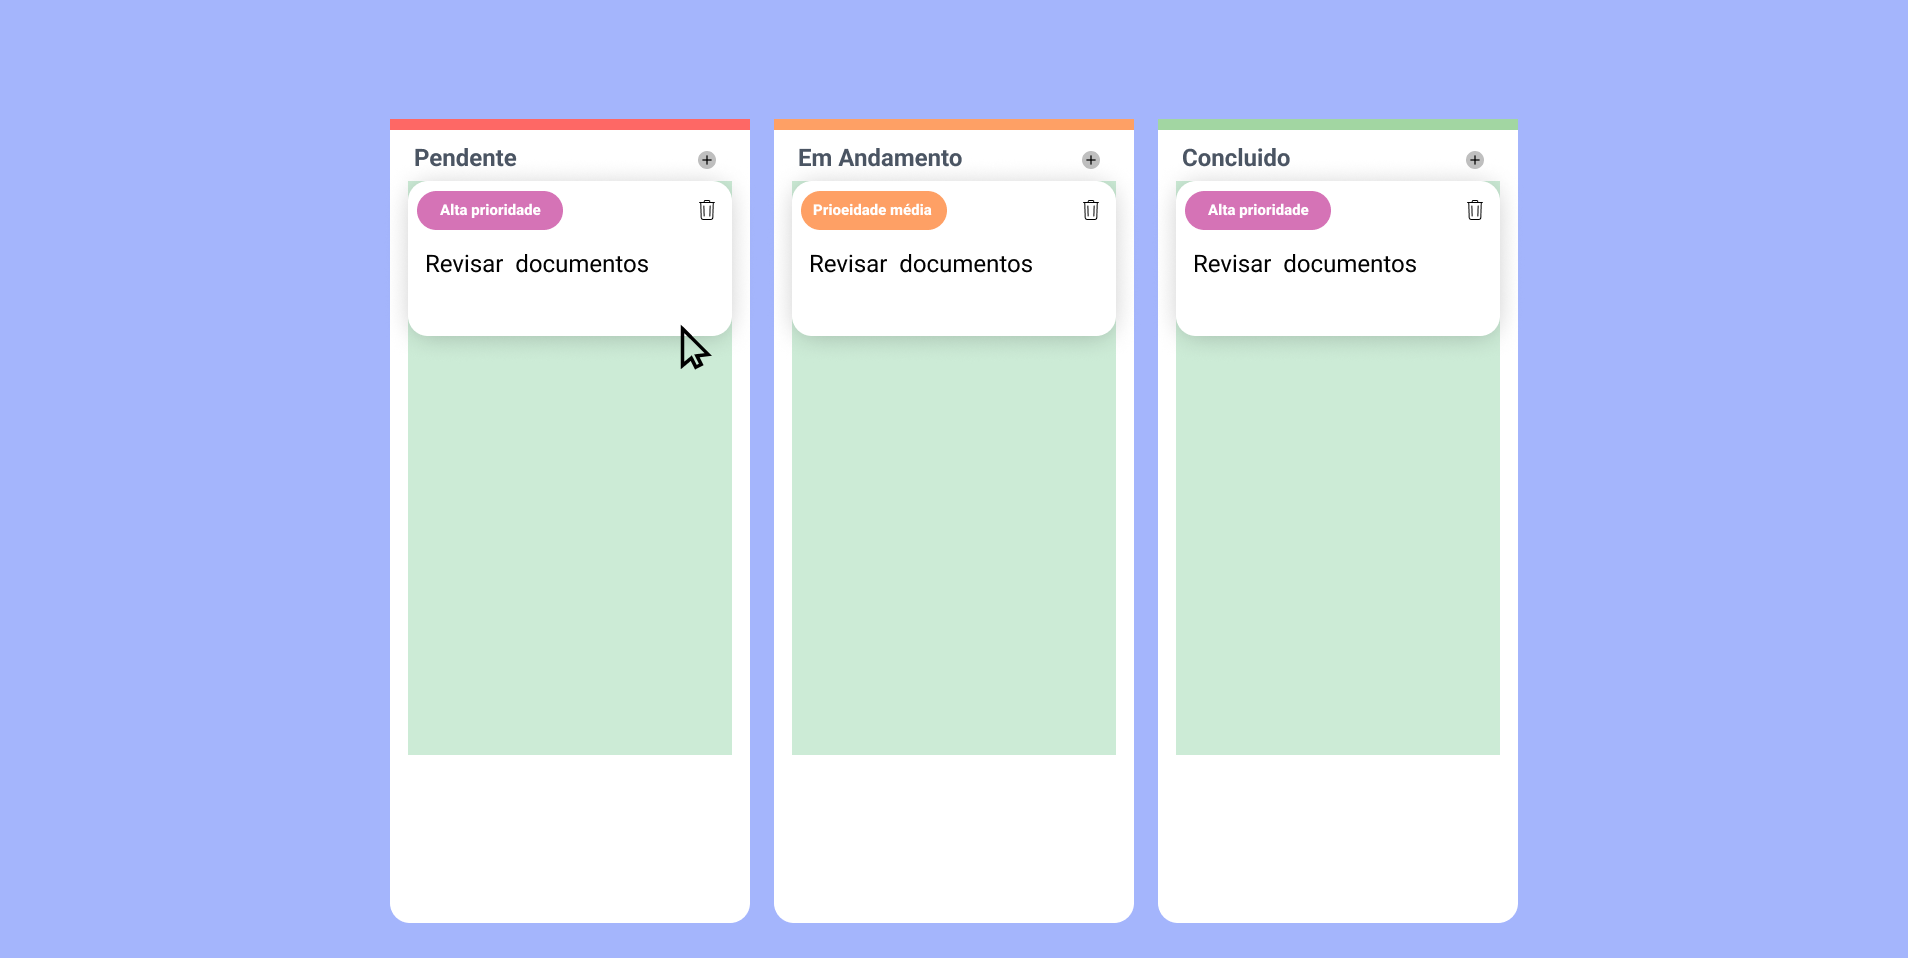 Pendente
Alta prioridade
Revisar documentos
Em Andamento
Prioeidade média
Revisar documentos
Concluido
Alta prioridade
Revisar documentos